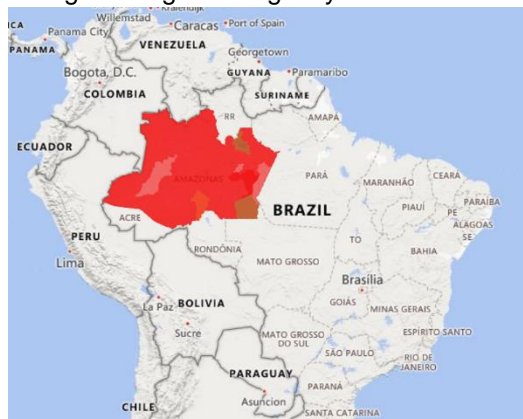 Willemstad
Caracas
Port of Spain
Panama City
PANAMA
VENEZUELA
Georgetown
Bogota, D.C.
GUYANA
Paramaribo
COLOMBIA
SURINAME
RR
AMAPÁ
ECUADOR
AMAZONAS
PARÁ
MARANHÃO
CEARÁ
PARAÍBA
BRAZIL
PIAUÍ
PE
ACRE
ALAGOAS
SE
PERU
RONDÔNIA
TO
BAHIA
Lima
MATO GROSSO
Brasília
La Paz
BOLIVIA
GOIÁS
MINAS GERAIS
Sucre
MATO GROSSO
DO SUL
ESPÍRITO SANTO
SÃO PAULO
RIO DE
JANEIRO
PARAGUAY
PARANÁ
Asuncion
CHILE
SANTA CATARINA